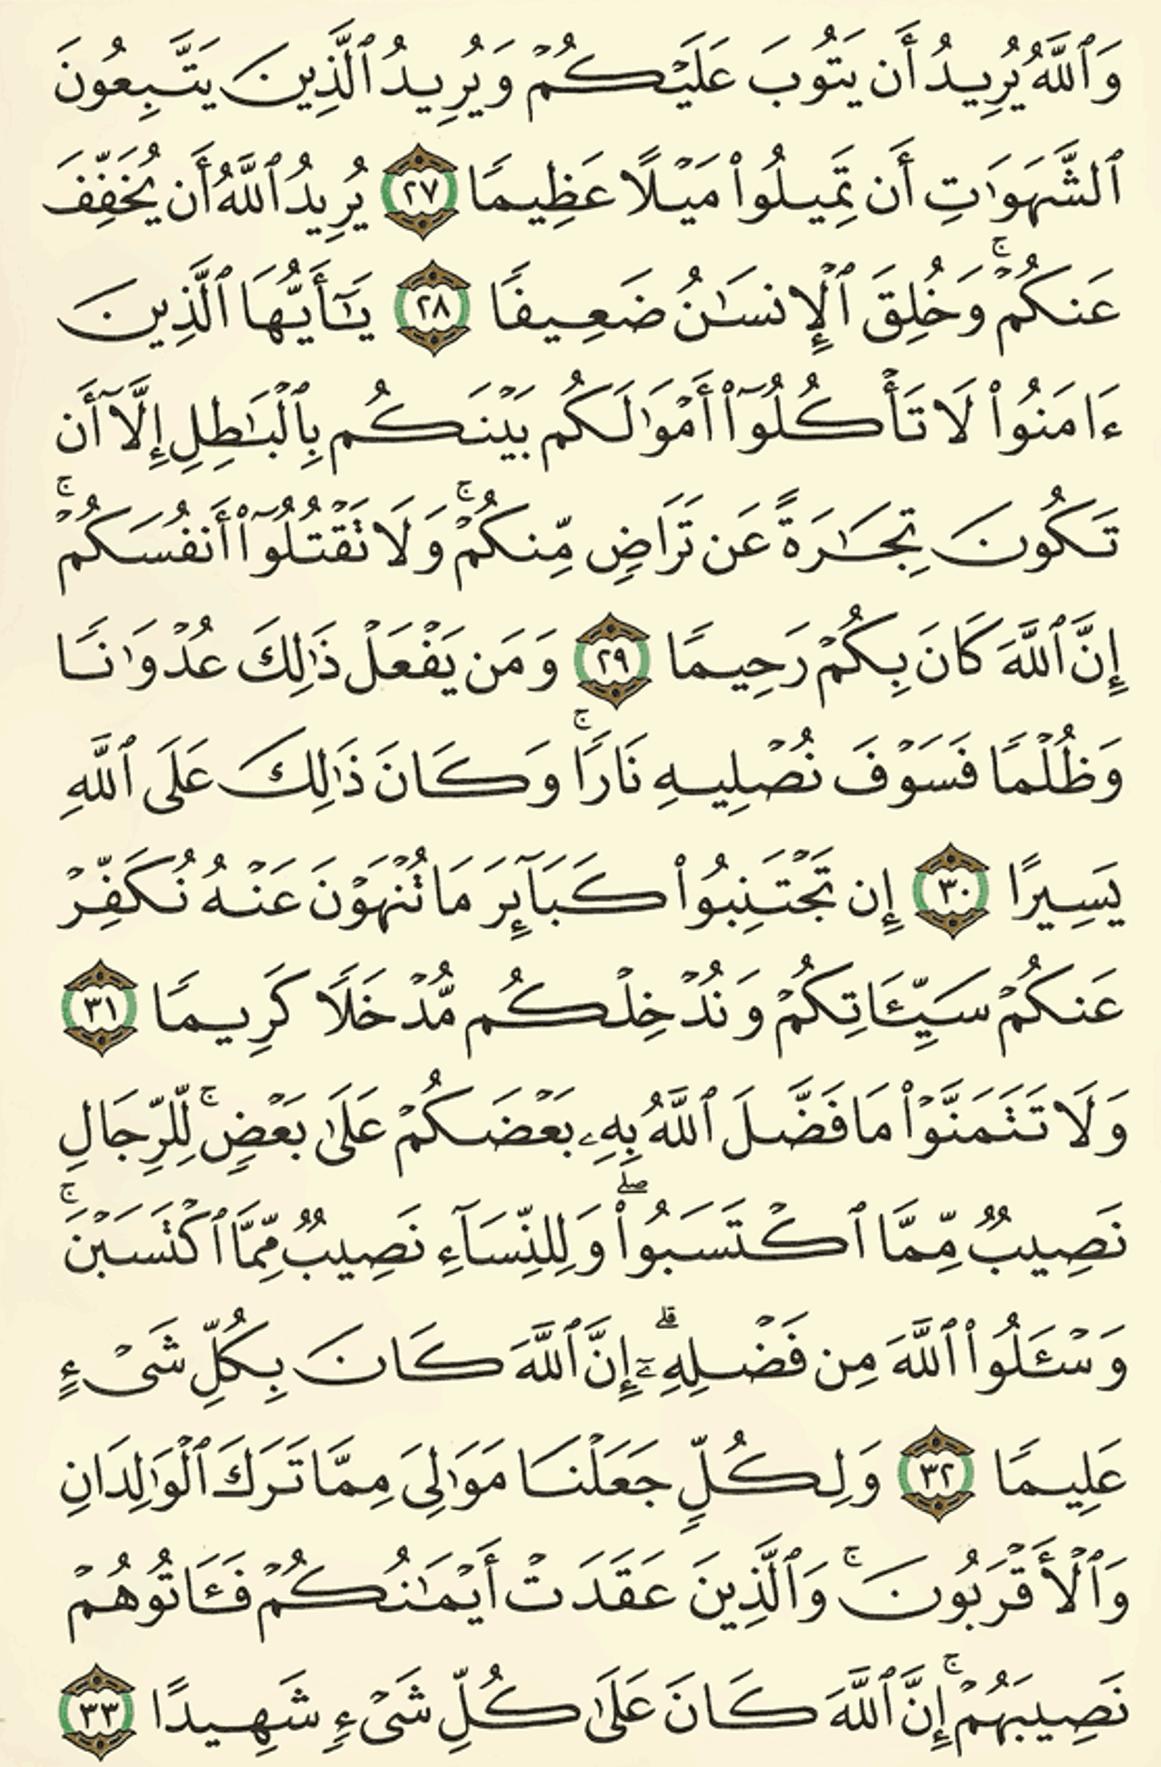 وَٱللَّهُ يُرِيدُ أَن يَتُوبَ عَلَيۡكُمۡ وَيُرِيدُ ٱلَّذِينَ يَتَّبِعُونَ
ٱلشَّهَوَٰتِ أَن تَمِيلُواْ مَيۡلًا عَظِيمٗا ٢٧ يُرِيدُ ٱللَّهُ أَن يُخَفِّفَ
عَنكُمۡۚ وَخُلِقَ ٱلۡإِنسَٰنُ ضَعِيفٗا ٢٨ يَٰٓأَيُّهَا ٱلَّذِينَ
ءَامَنُواْ لَا تَأۡكُلُوٓاْ أَمۡوَٰلَكُم بَيۡنَكُم بِٱلۡبَٰطِلِ إِلَّآ أَن
تَكُونَ تِجَٰرَةً عَن تَرَاضٖ مِّنكُمۡۚ وَلَا تَقۡتُلُوٓاْ أَنفُسَكُمۡۚ
إِنَّ ٱللَّهَ كَانَ بِكُمۡ رَحِيمٗا ٢٩ وَمَن يَفۡعَلۡ ذَٰلِكَ عُدۡوَٰنٗا
وَظُلۡمٗا فَسَوۡفَ نُصۡلِيهِ نَارٗاۚ وَكَانَ ذَٰلِكَ عَلَى ٱللَّهِ
يَسِيرًا ٣٠ إِن تَجۡتَنِبُواْ كَبَآئِرَ مَا تُنۡهَوۡنَ عَنۡهُ نُكَفِّرۡ
عَنكُمۡ سَيِّـَٔاتِكُمۡ وَنُدۡخِلۡكُم مُّدۡخَلٗا كَرِيمٗا ٣١
وَلَا تَتَمَنَّوۡاْ مَا فَضَّلَ ٱللَّهُ بِهِۦ بَعۡضَكُمۡ عَلَىٰ بَعۡضٖۚ لِّلرِّجَالِ
نَصِيبٞ مِّمَّا ٱكۡتَسَبُواْۖ وَلِلنِّسَآءِ نَصِيبٞ مِّمَّا ٱكۡتَسَبۡنَۚ
وَسۡـَٔلُواْ ٱللَّهَ مِن فَضۡلِهِۦٓۗ إِنَّ ٱللَّهَ كَانَ بِكُلِّ شَيۡءٍ
عَلِيمٗا ٣٢ وَلِكُلّٖ جَعَلۡنَا مَوَٰلِيَ مِمَّا تَرَكَ ٱلۡوَٰلِدَانِ
وَٱلۡأَقۡرَبُونَۚ وَٱلَّذِينَ عَقَدَتۡ أَيۡمَٰنُكُمۡ فَـَٔاتُوهُمۡ
نَصِيبَهُمۡۚ إِنَّ ٱللَّهَ كَانَ عَلَىٰ كُلِّ شَيۡءٖ شَهِيدًا ٣٣